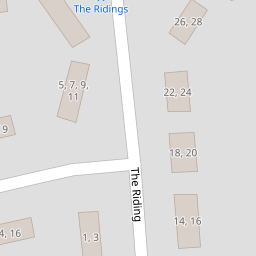 The Ridings
26, 28
5, 7, 9,
11
22, 24
9
18, 20
The Riding
14, 16
4, 16
1, 3